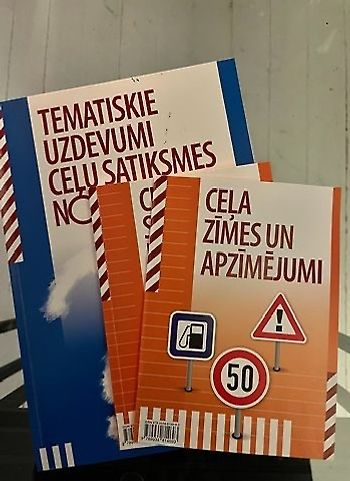 TEMATISKIE
UZDEVUMI
CEĻU SATIKSMES
CEĻA
ZĪMES UN
APZĪMĒJUMI
!
50